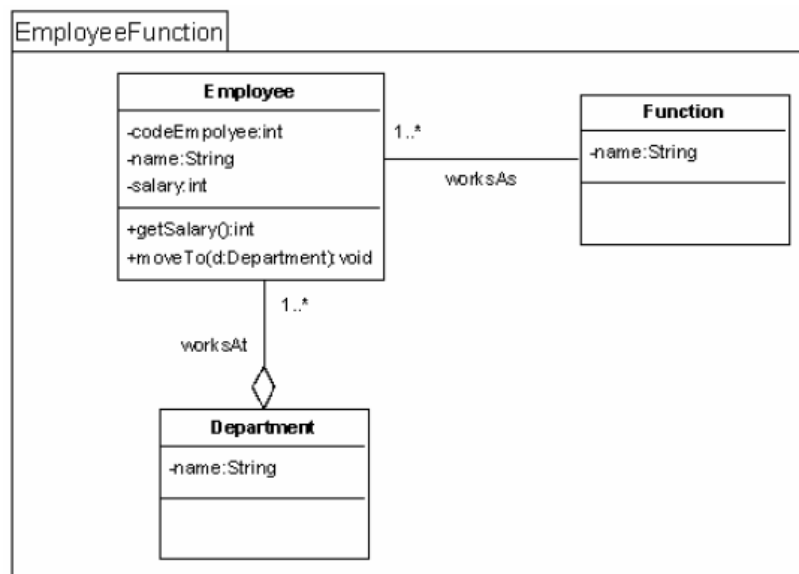 EmployeeFunction
Employee
-codeEmpolyee:int
-name:String
-salary:int
+getSalary():int
+moveTo(d:Department):void
1..*
worksAs
Function
-name:String
1..*
worksAt
Department
-name:String